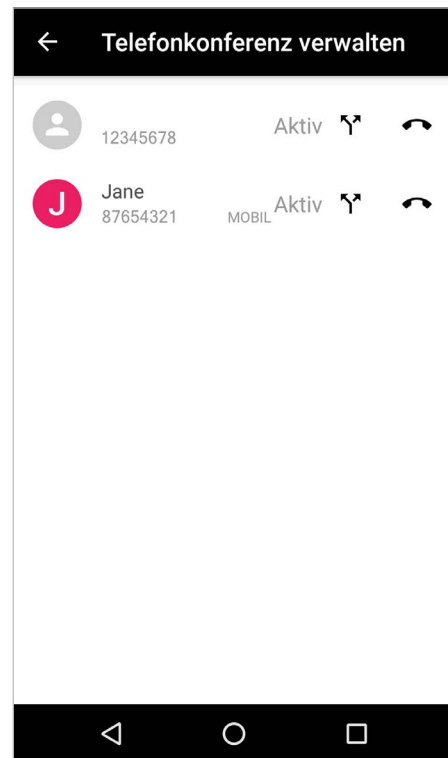 Telefonkonferenz verwalten
12345678 Aktiv
J Jane
87654321 MOBIL Aktiv